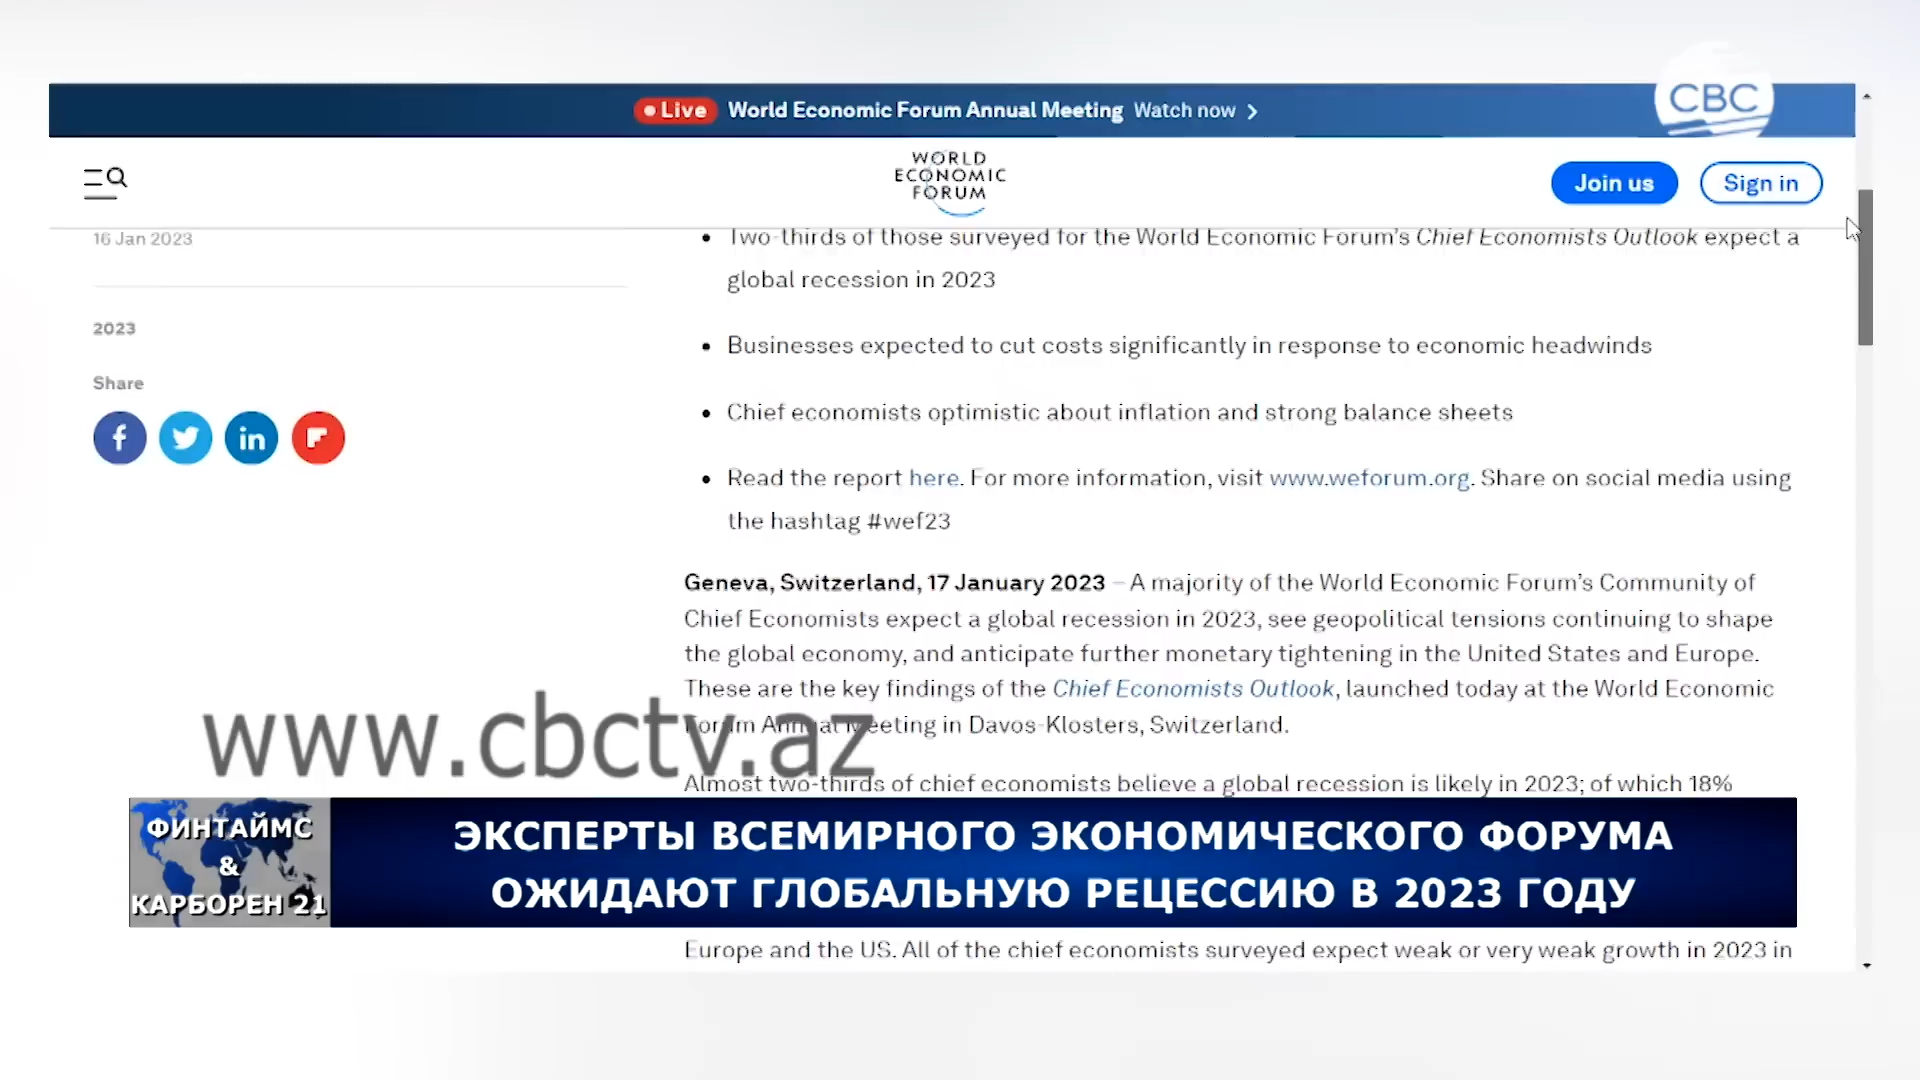 Live World Economic Forum Annual Meeting Watch now
CBC
WORLD
ECONOMIC
FORUM
Join us
Sign in
16 Jan 2023
2023
Share
• Two-thirds of those surveyed for the World Economic Forum's Chief Economists Outlook expect a
global recession in 2023
• Businesses expected to cut costs significantly in response to economic headwinds
• Chief economists optimistic about inflation and strong balance sheets
• Read the report here. For more information, visit www.weforum.org. Share on social media using
the hashtag #wef23
Geneva, Switzerland, 17 January 2023 – A majority of the World Economic Forum's Community of
Chief Economists expect a global recession in 2023, see geopolitical tensions continuing to shape
the global economy, and anticipate further monetary tightening in the United States and Europe.
These are the key findings of the Chief Economists Outlook, launched today at the World Economic
Forum Annual Meeting in Davos-Klosters, Switzerland.
www.cbctv.az
Almost two-thirds of chief economists believe a global recession is likely in 2023; of which 18%
ФИНТАЙМС
&
КАРБОРЕН 21
ЭКСПЕРТЫ ВСЕМИРНОГО ЭКОНОМИЧЕСКОГО ФОРУМА
ОЖИДАЮТ ГЛОБАЛЬНУЮ РЕЦЕССИЮ В 2023 ГОДУ
Europe and the US. All of the chief economists surveyed expect weak or very weak growth in 2023 in